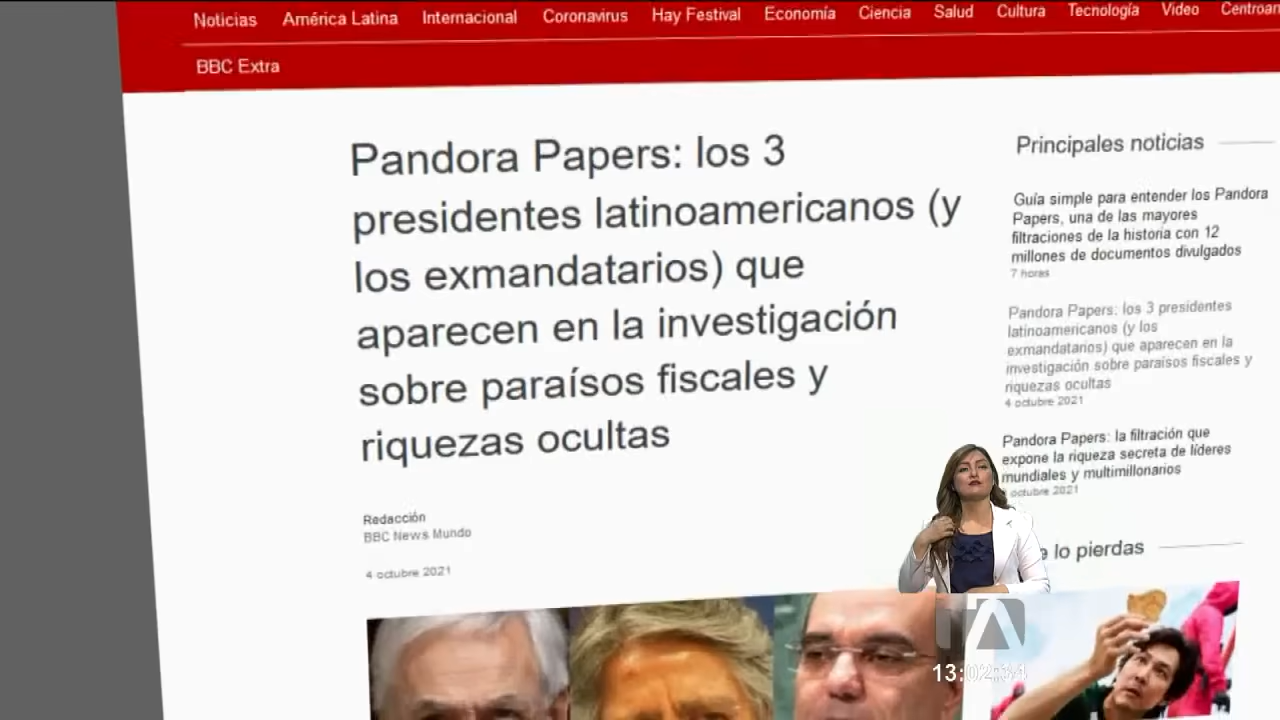 Noticias América Latina Internacional Coronavirus Hay Festival Economía Ciencia Salud Cultura Tecnología Video
BBC Extra
Pandora Papers: los 3
presidentes latinoamericanos (y
los exmandatarios) que
aparecen en la investigación
sobre paraísos fiscales y
riquezas ocultas
Redacción
BBC News Mundo
4 octubre 2021
Principales noticias
Guía simple para entender los Pandora
Papers, una de las mayores
filtraciones de la historia con 12
millones de documentos divulgados
7 horas
Pandora Papers: los 3 presidentes
latinoamericanos (y los
exmandatarios) que aparecen en la
investigación sobre paraísos fiscales y
riquezas ocultas
4 octubre 2021
Pandora Papers: la filtración que
expone la riqueza secreta de líderes
mundiales y multimillonarios
octubre 2021
lo pierdas